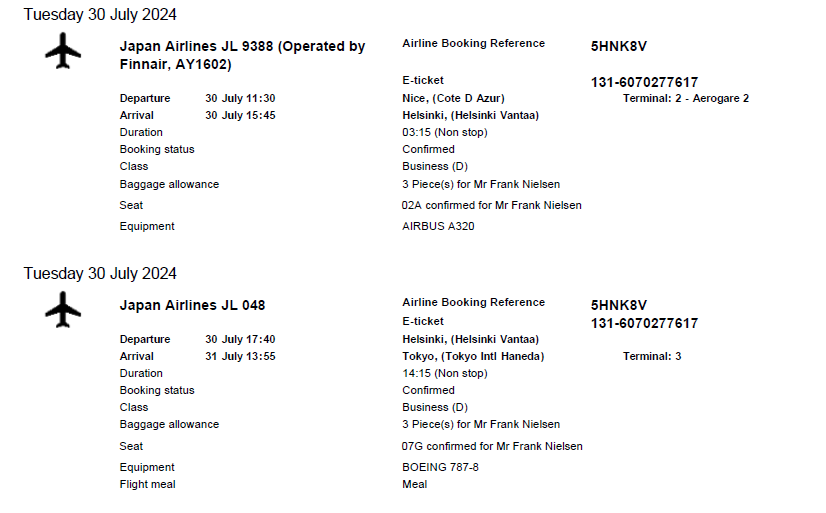 Tuesday 30 July 2024
Japan Airlines JL 9388 (Operated by Finnair, AY1602)
Airline Booking Reference 5HNK8V
E-ticket 131-6070277617
Departure 30 July 11:30 Nice, (Cote D Azur) Terminal: 2 - Aerogare 2
Arrival 30 July 15:45 Helsinki, (Helsinki Vantaa)
Duration 03:15 (Non stop)
Booking status Confirmed
Class Business (D)
Baggage allowance 3 Piece(s) for Mr Frank Nielsen
Seat 02A confirmed for Mr Frank Nielsen
Equipment AIRBUS A320
Tuesday 30 July 2024
Japan Airlines JL 048 Airline Booking Reference 5HNK8V
E-ticket 131-6070277617
Departure 30 July 17:40 Helsinki, (Helsinki Vantaa)
Arrival 31 July 13:55 Tokyo, (Tokyo Intl Haneda) Terminal: 3
Duration 14:15 (Non stop)
Booking status Confirmed
Class Business (D)
Baggage allowance 3 Piece(s) for Mr Frank Nielsen
Seat 07G confirmed for Mr Frank Nielsen
Equipment BOEING 787-8
Flight meal Meal